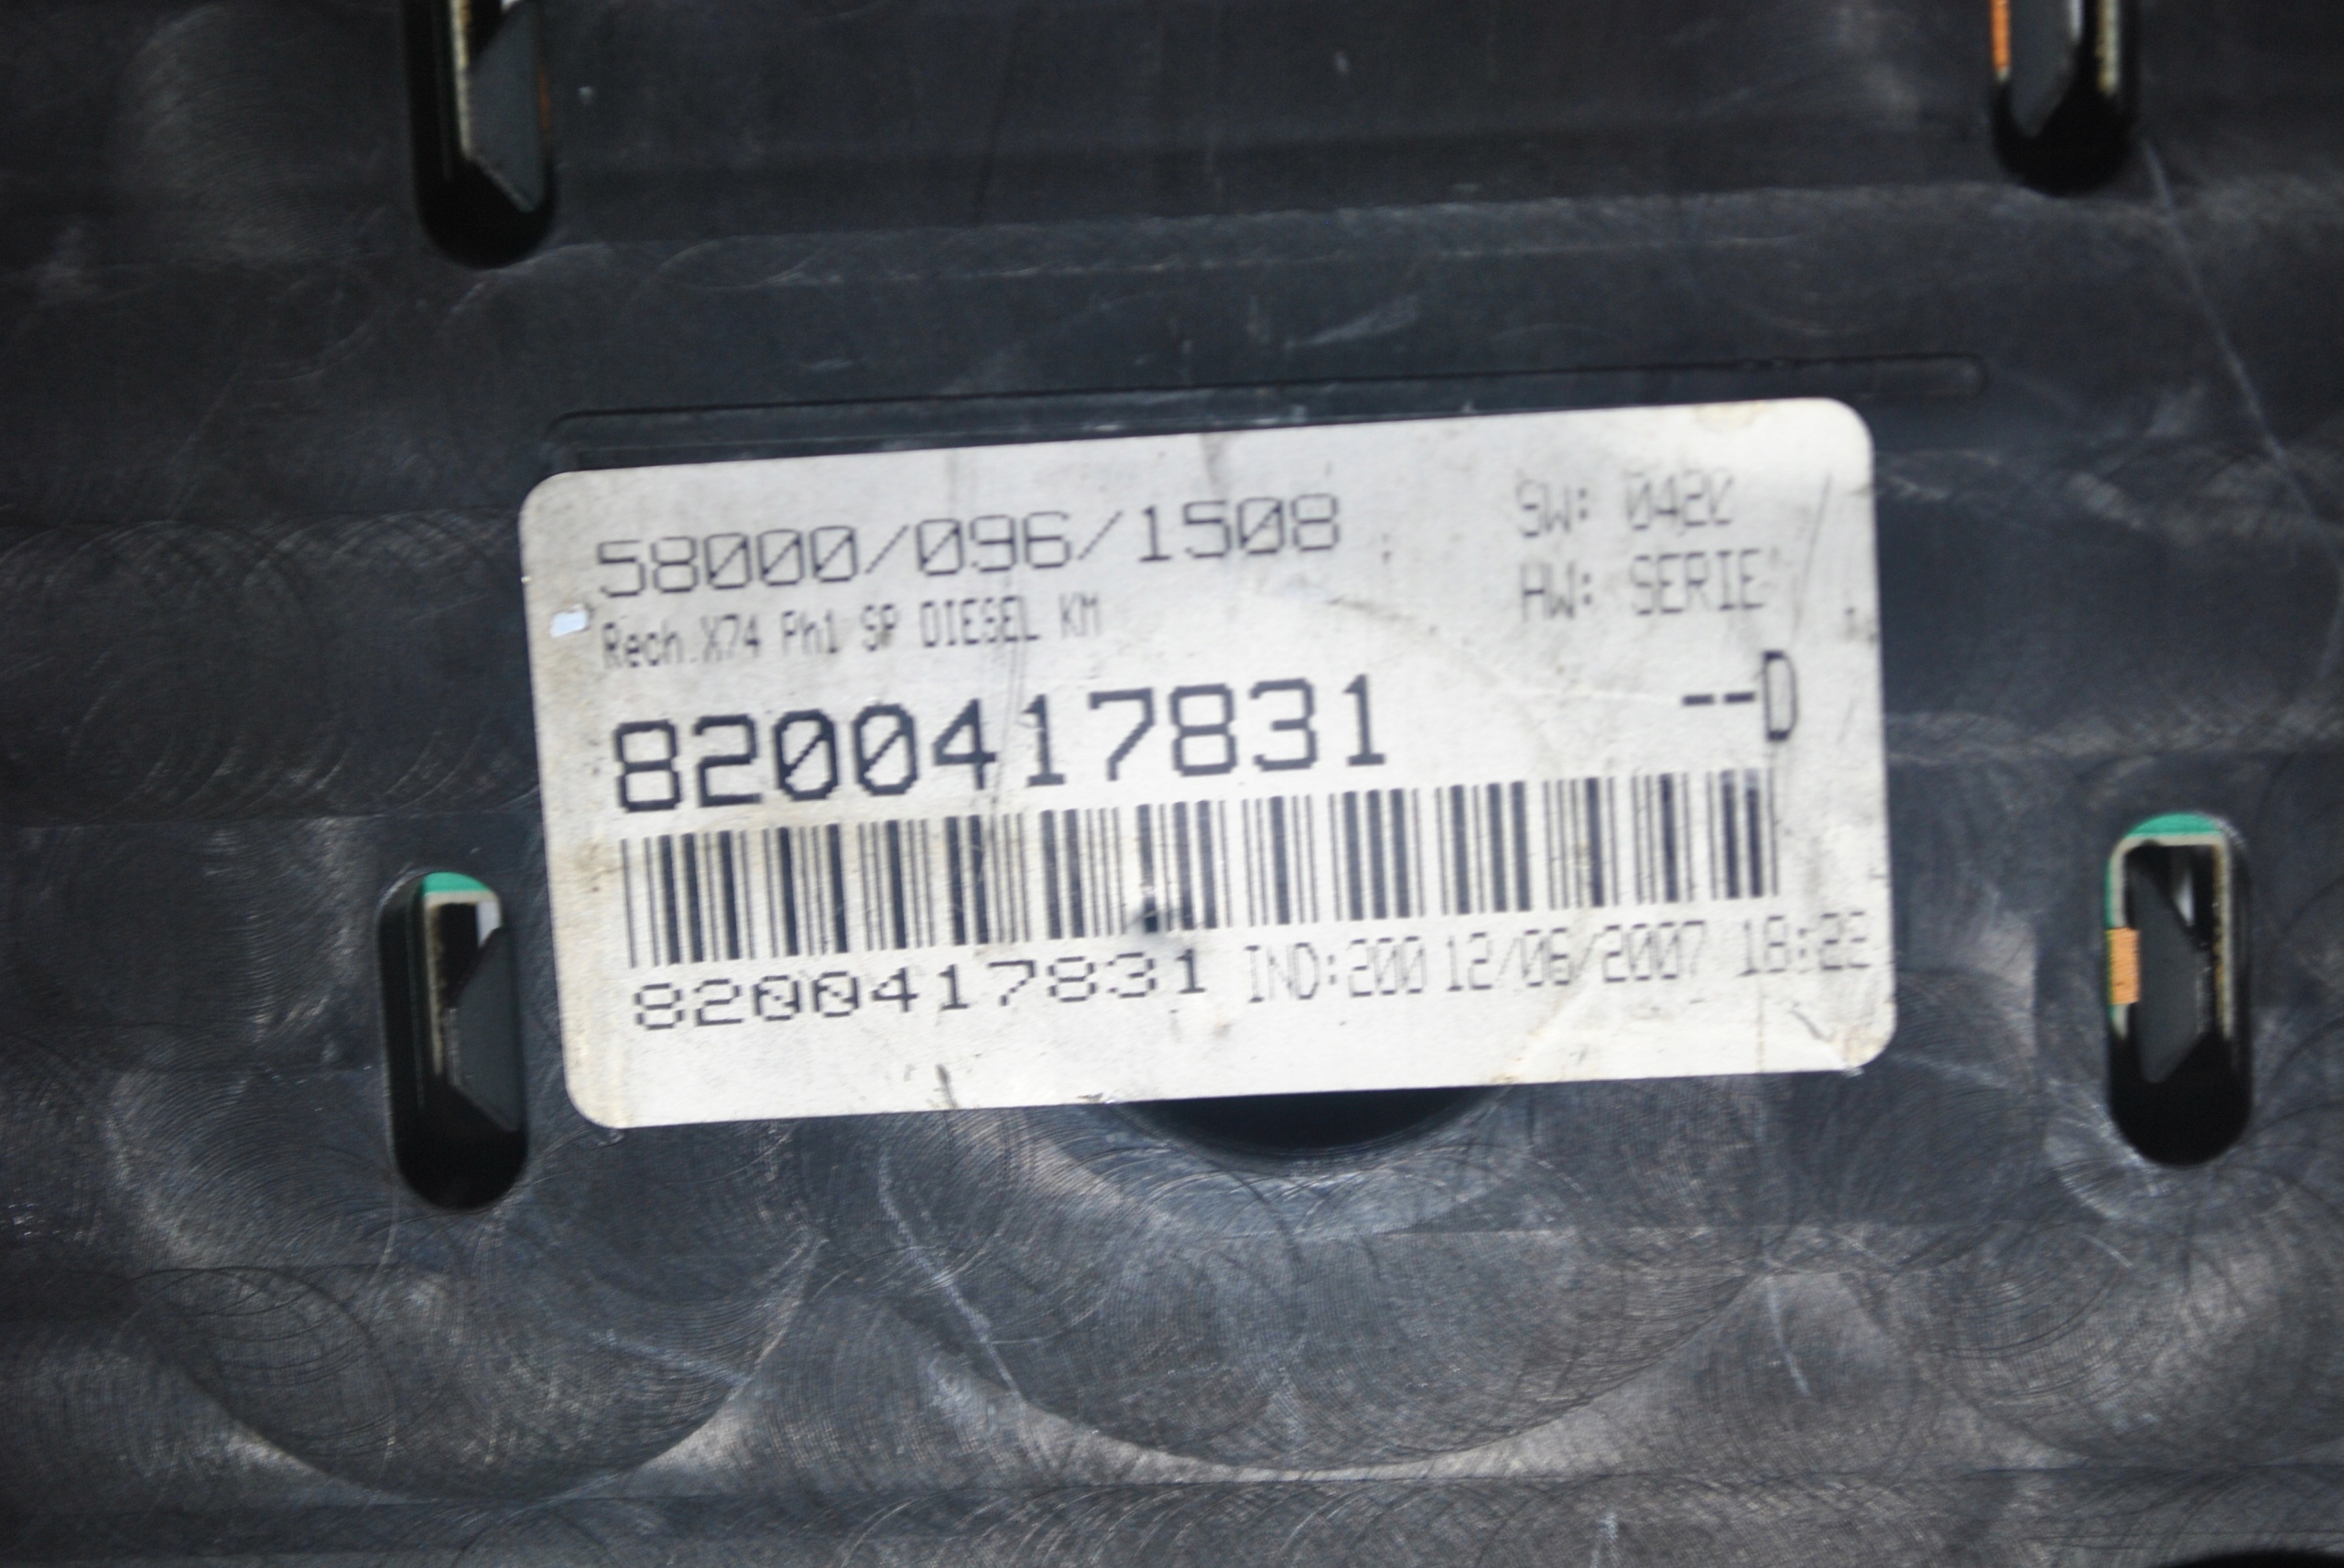 58000/096/1508 SW: 0420
Rech.X74 Ph1 SP DIESEL KM HW: SERIE
8200417831 --D
8200417831 IND:200 12/06/2007 18:22